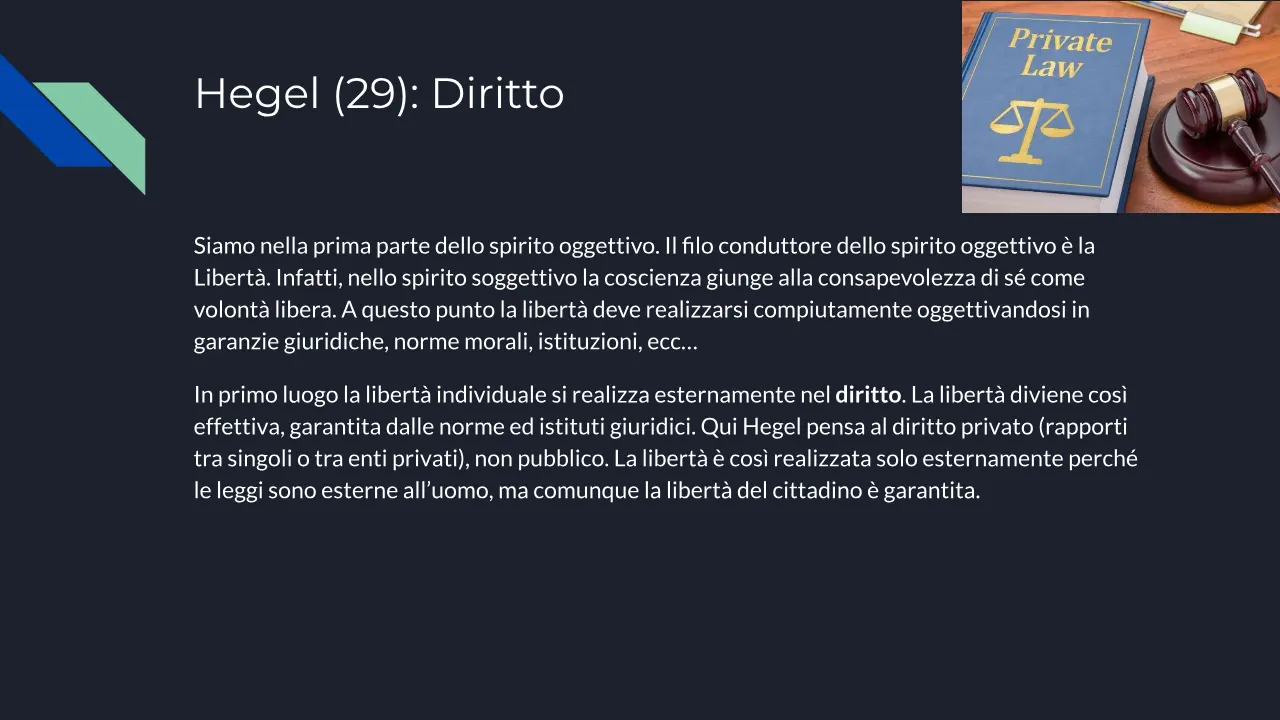 Private
Law
Hegel (29): Diritto
Siamo nella prima parte dello spirito oggettivo. Il filo conduttore dello spirito oggettivo è la
Libertà. Infatti, nello spirito soggettivo la coscienza giunge alla consapevolezza di sé come
volontà libera. A questo punto la libertà deve realizzarsi compiutamente oggettivandosi in
garanzie giuridiche, norme morali, istituzioni, ecc…
In primo luogo la libertà individuale si realizza esternamente nel diritto. La libertà diviene così
effettiva, garantita dalle norme ed istituti giuridici. Qui Hegel pensa al diritto privato (rapporti
tra singoli o tra enti privati), non pubblico. La libertà è così realizzata solo esternamente perché
le leggi sono esterne all’uomo, ma comunque la libertà del cittadino è garantita.